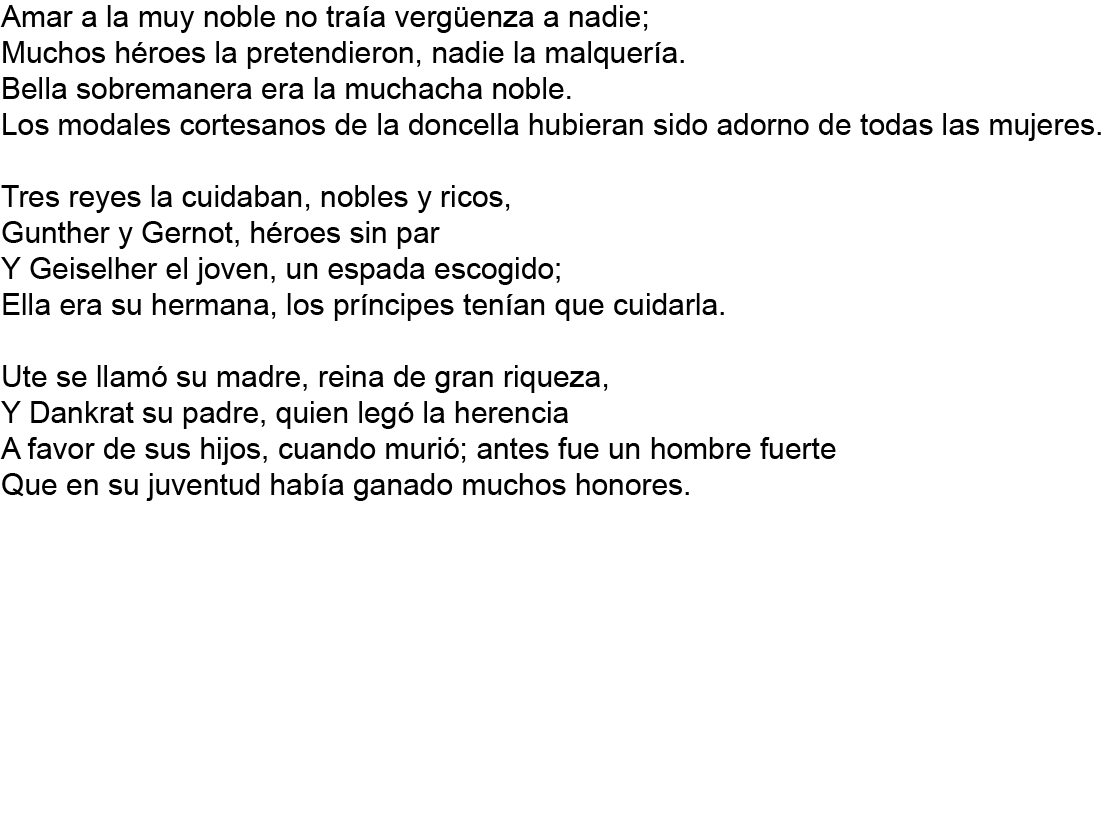 Amar a la muy noble no traía vergüenza a nadie;
Muchos héroes la pretendieron, nadie la malquería.
Bella sobremanera era la muchacha noble.
Los modales cortesanos de la doncella hubieran sido adorno de todas las mujeres.

Tres reyes la cuidaban, nobles y ricos,
Gunther y Gernot, héroes sin par
Y Geiselher el joven, un espada escogido;
Ella era su hermana, los príncipes tenían que cuidarla.

Ute se llamó su madre, reina de gran riqueza,
Y Dankrat su padre, quien legó la herencia
A favor de sus hijos, cuando murió; antes fue un hombre fuerte
Que en su juventud había ganado muchos honores.